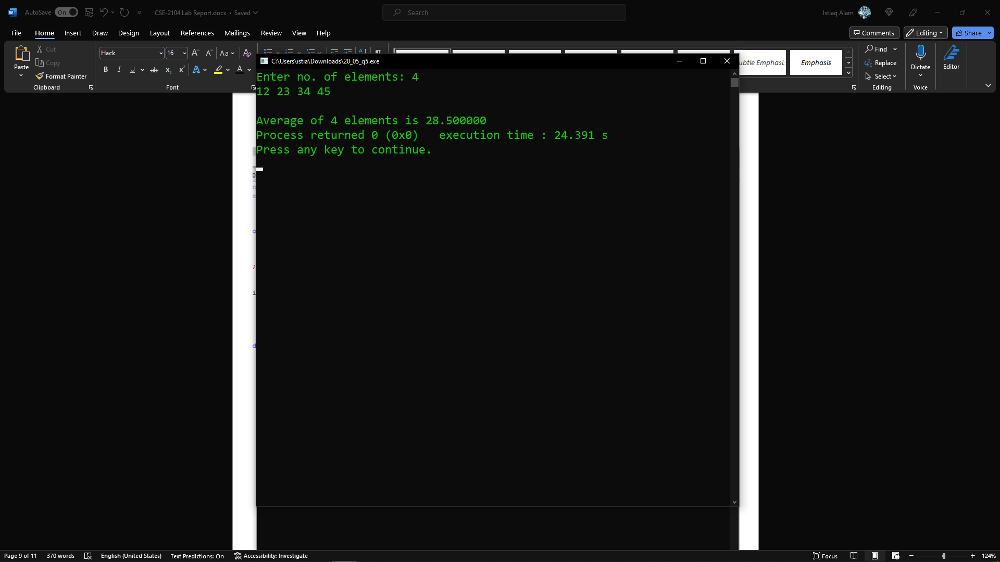 AutoSave On CSE-2104 Lab Report.docx • Saved Search Istiaq Alam
File Home Insert Draw Design Layout References Mailings Review View Help Comments Editing Share
Paste Cut Copy Format Painter Clipboard
Hack 16 Aa
B I U ab x₂ x² A A Font
Emphasis
Find Replace Select Editing
Dictate Voice
Editor
C:\Users\istia\Downloads\20_05_q5.exe
Enter no. of elements: 4
12 23 34 45
Average of 4 elements is 28.500000
Process returned 0 (0x0)   execution time : 24.391 s
Press any key to continue.
Page 9 of 11 370 words English (United States) Text Predictions: On Accessibility: Investigate Focus 124%